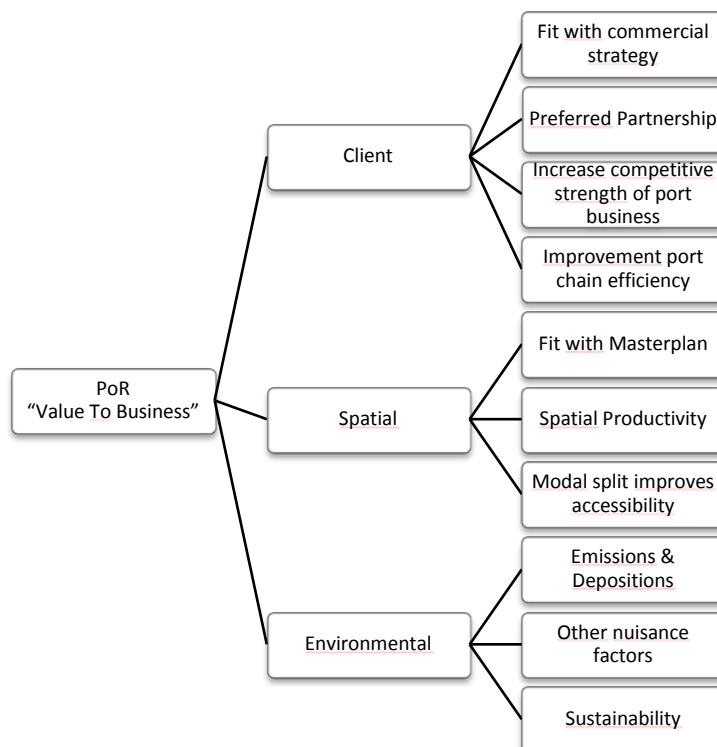 Fit with commercial
strategy
Preferred Partnership
Client
Increase competitive
strength of port
business
Improvement port
chain efficiency
Fit with Masterplan
PoR
“Value To Business”
Spatial
Spatial Productivity
Modal split improves
accessibility
Emissions &
Depositions
Environmental
Other nuisance
factors
Sustainability